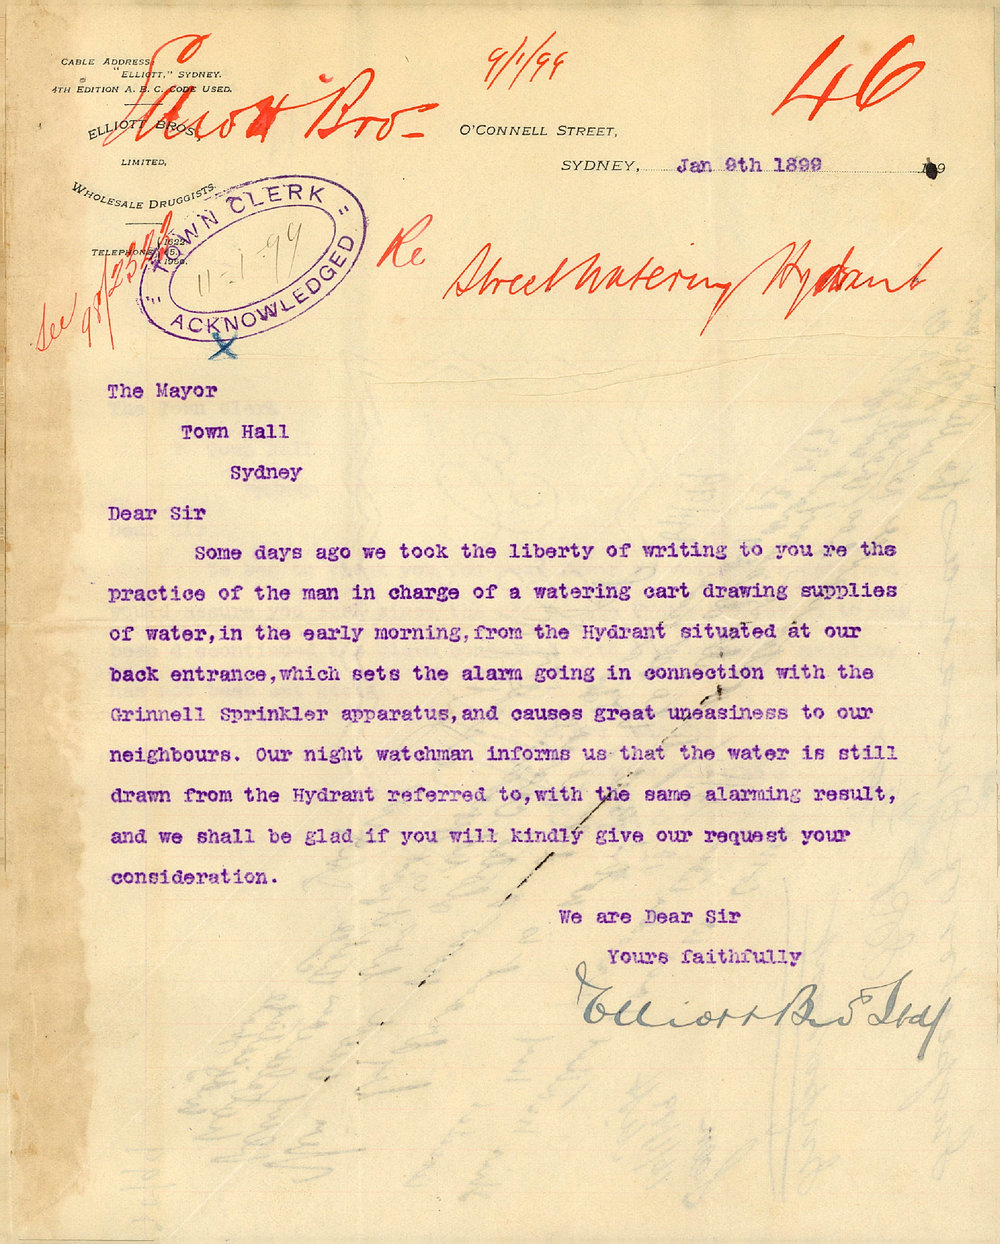 Cable Address:
"Elliott," Sydney.
4th Edition A. B. C. Code Used.
Elliott Bros-
9/1/99
46
Elliott Bros.,
Limited,
Wholesale Druggists.
Telephone
O'Connell Street,
Sydney, Jan 9th 1899
See 98/2322
"TOWN CLERK"
11-1-99
ACKNOWLEDGED
X
Re
Street Watering Hydrant
The Mayor
Town Hall
Sydney
Dear Sir
Some days ago we took the liberty of writing to you re the
practice of the man in charge of a watering cart drawing supplies
of water,in the early morning,from the Hydrant situated at our
back entrance,which sets the alarm going in connection with the
Grinnell Sprinkler apparatus,and causes great uneasiness to our
neighbours. Our night watchman informs us that the water is still
drawn from the Hydrant referred to,with the same alarming result,
and we shall be glad if you will kindly give our request your
consideration.
We are Dear Sir
Yours faithfully
Elliott Bros Ltd